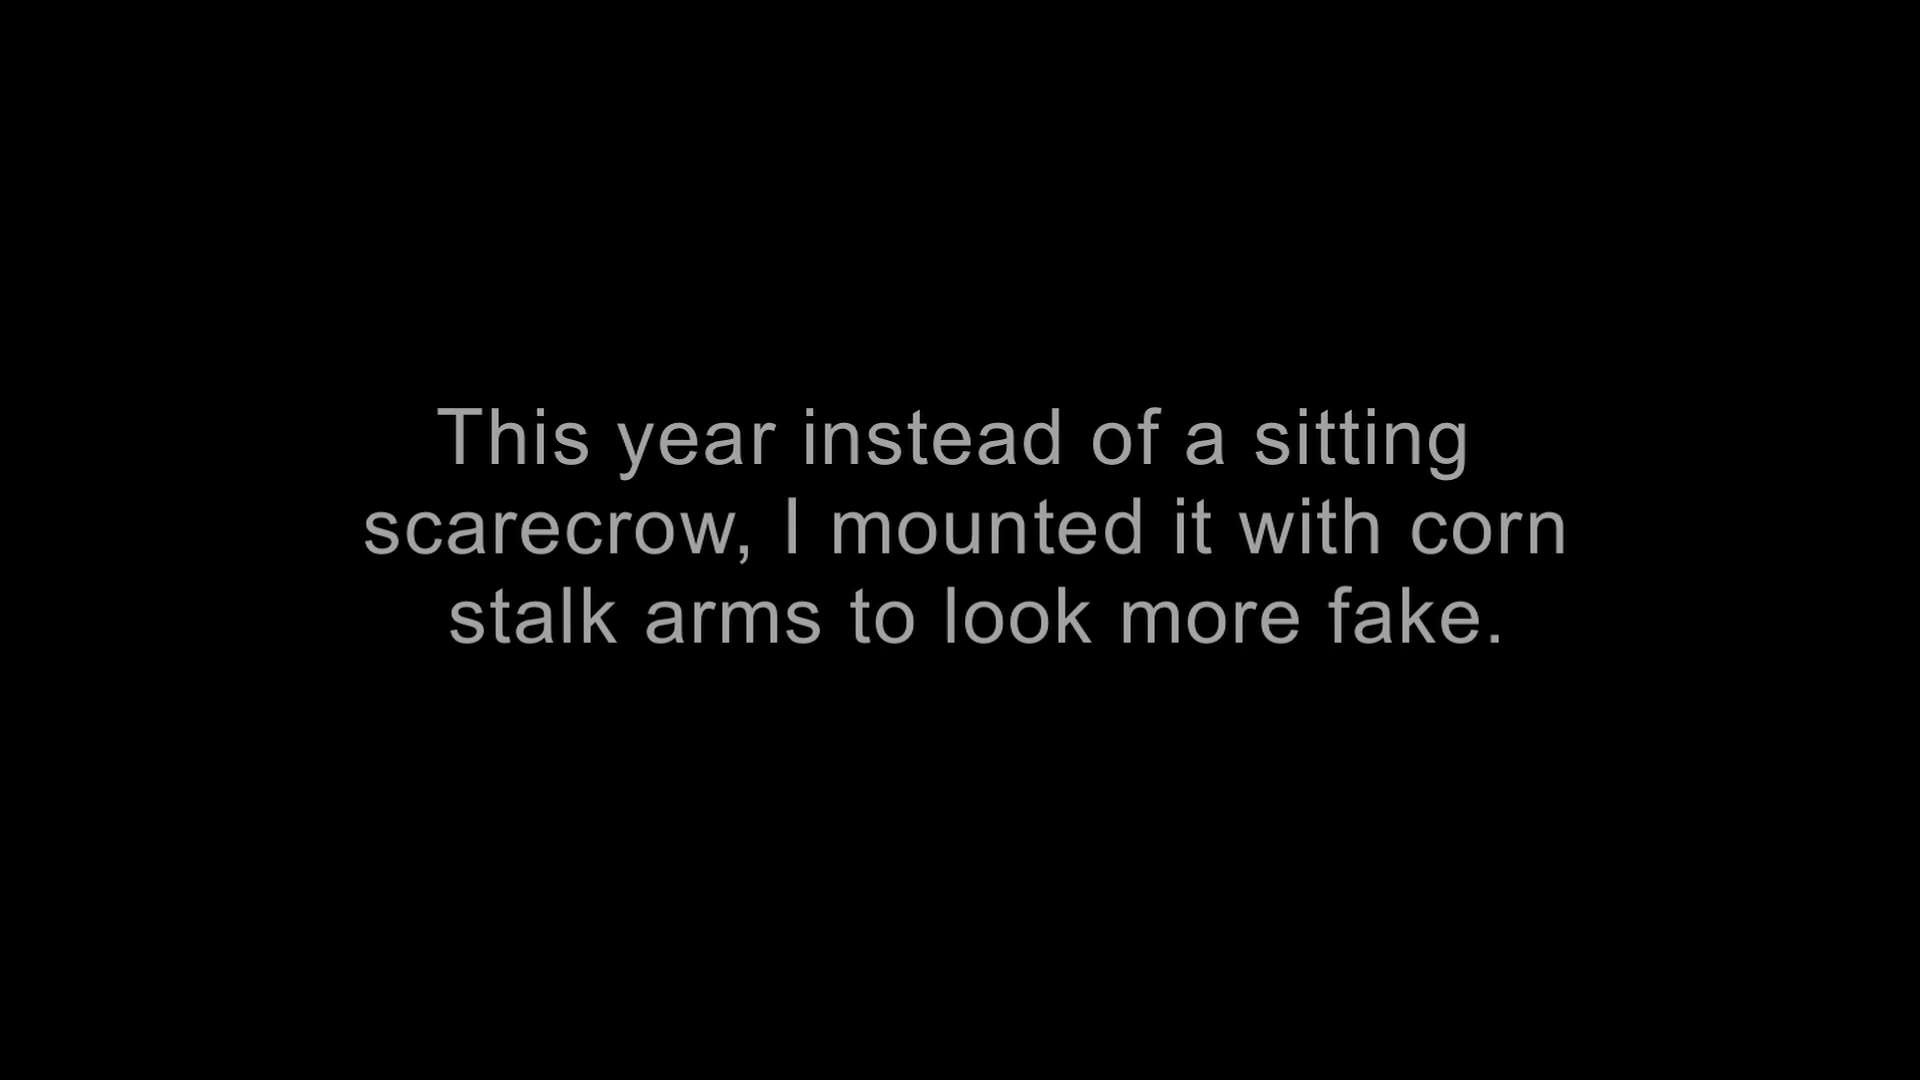 This year instead of a sitting
scarecrow, I mounted it with corn
stalk arms to look more fake.